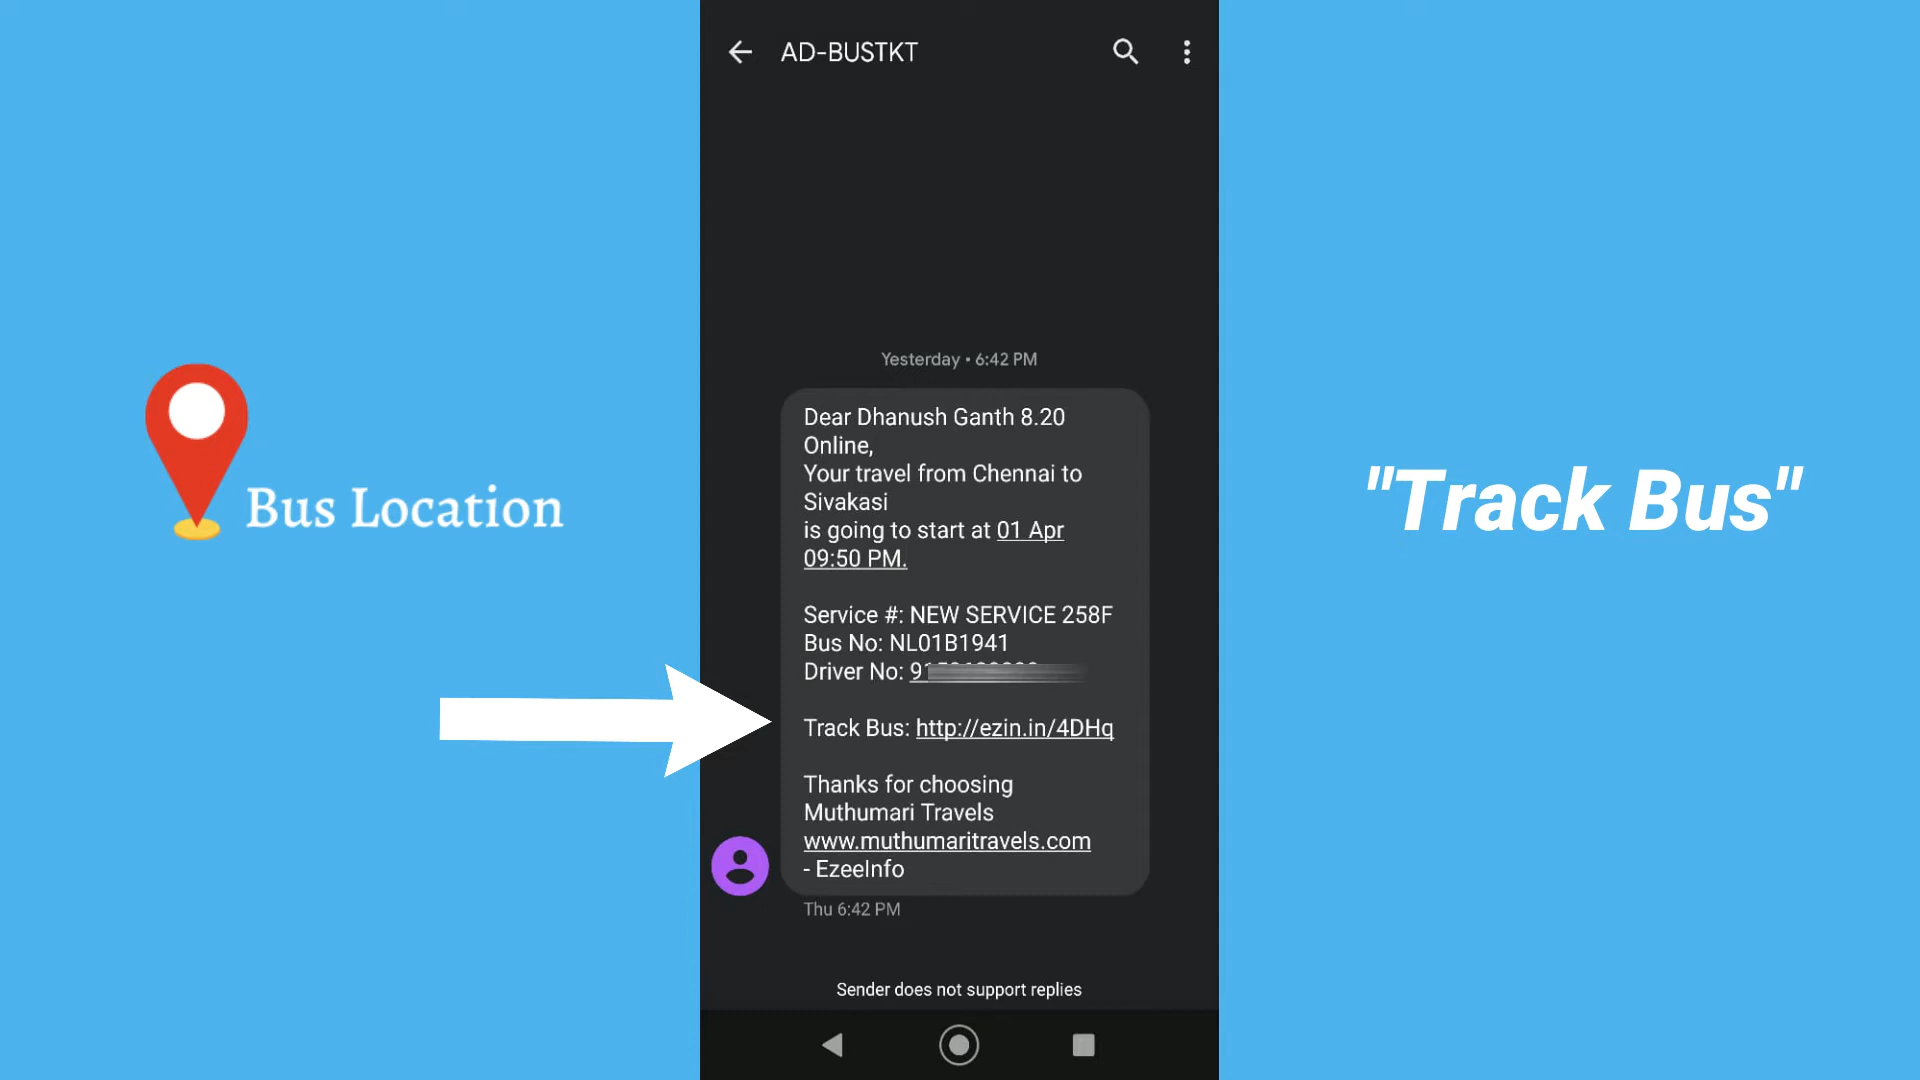 AD-BUSTKT
Yesterday • 6:42 PM
Dear Dhanush Ganth 8.20
Online,
Your travel from Chennai to
Sivakasi
is going to start at 01 Apr
09:50 PM.
Service #: NEW SERVICE 258F
Bus No: NL01B1941
Driver No: 9
Track Bus: http://ezin.in/4DHq
Thanks for choosing
Muthumari Travels
www.muthumaritravels.com
- EzeeInfo
Thu 6:42 PM
Sender does not support replies
Bus Location
"Track Bus"